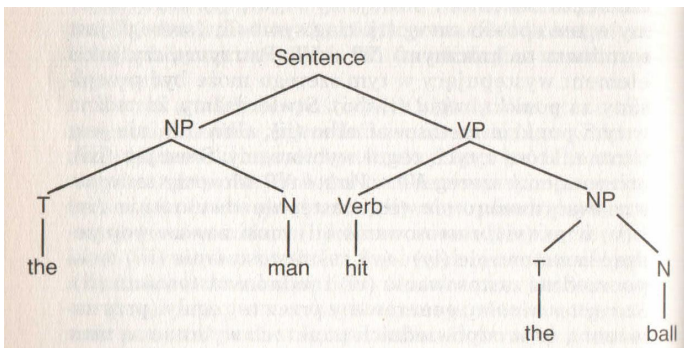 Sentence
NP VP
T N Verb NP
the man hit T N
the ball